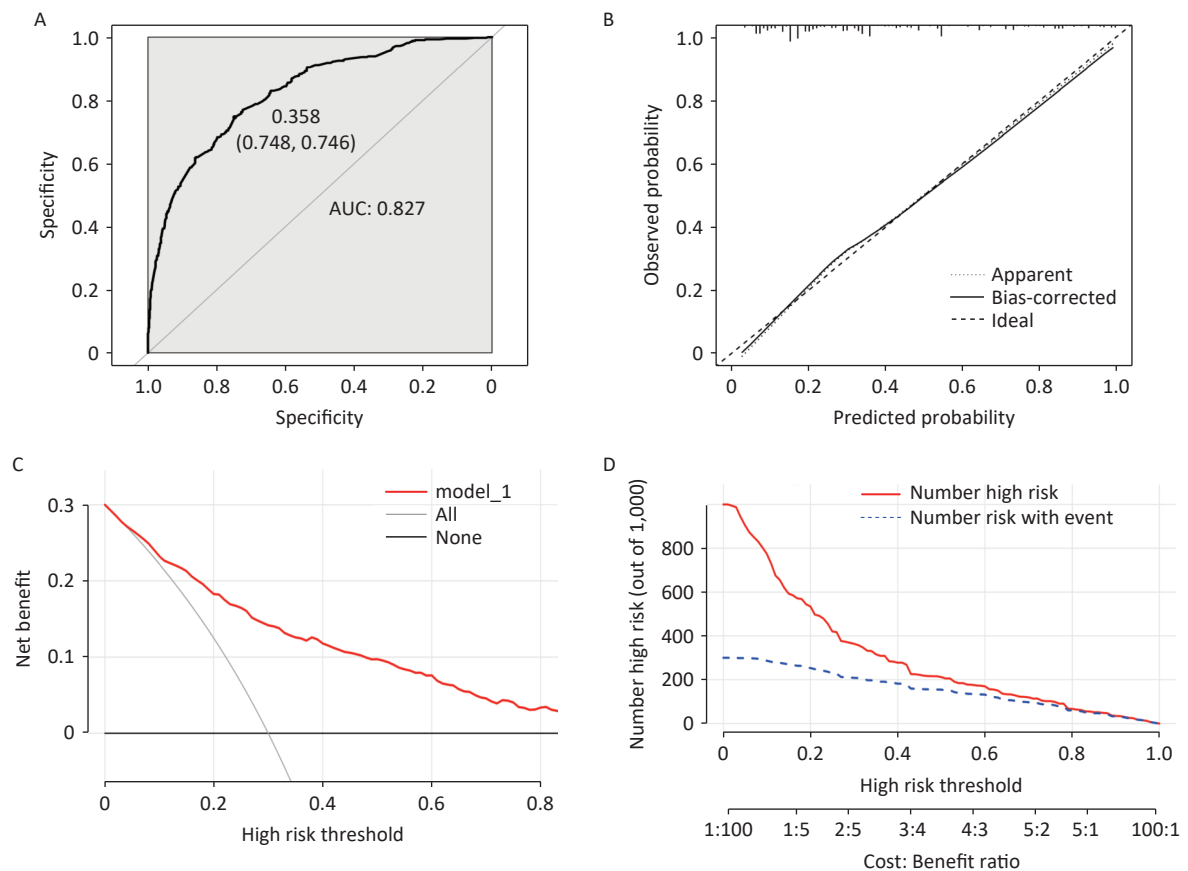 A
1.0
0.8
0.6
0.4
0.2
0
Specificity
0.358
(0.748, 0.746)
AUC: 0.827
1.0 0.8 0.6 0.4 0.2 0
Specificity
B
1.0
0.8
0.6
0.4
0.2
0
Observed probability
Apparent
Bias-corrected
Ideal
0 0.2 0.4 0.6 0.8 1.0
Predicted probability
C
0.3
0.2
0.1
0
Net benefit
model_1
All
None
0 0.2 0.4 0.6 0.8
High risk threshold
D
800
600
400
200
0
Number high risk (out of 1,000)
Number high risk
Number risk with event
0 0.2 0.4 0.6 0.8 1.0
High risk threshold
1:100 1:5 2:5 3:4 4:3 5:2 5:1 100:1
Cost: Benefit ratio